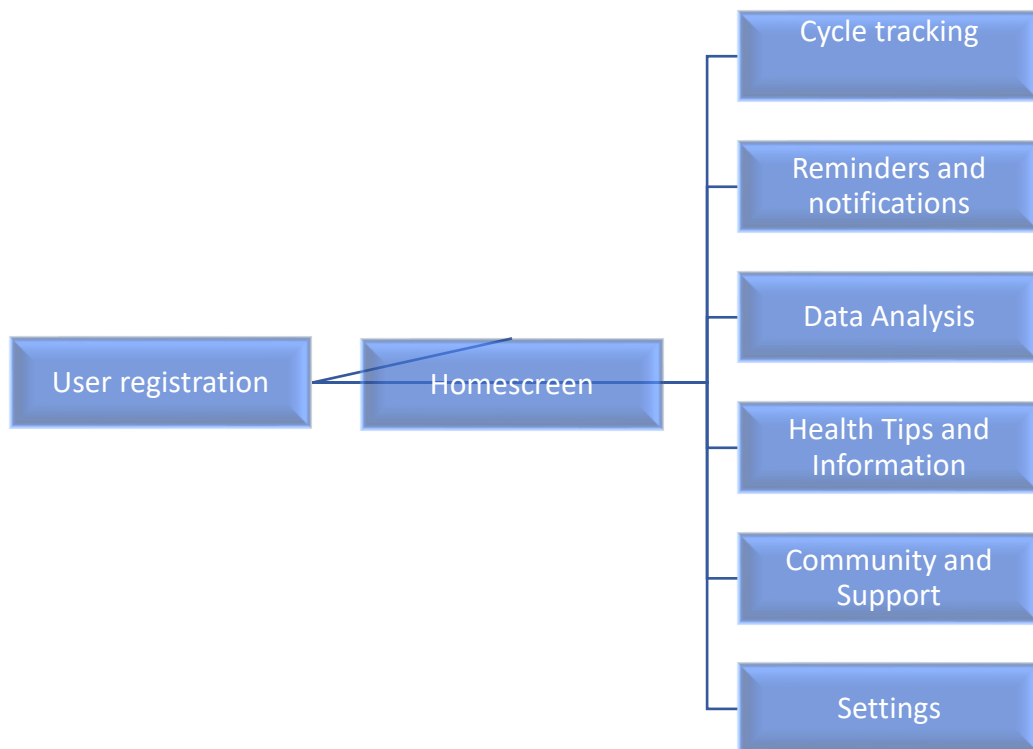 User registration
Homescreen
Cycle tracking
Reminders and
notifications
Data Analysis
Health Tips and
Information
Community and
Support
Settings